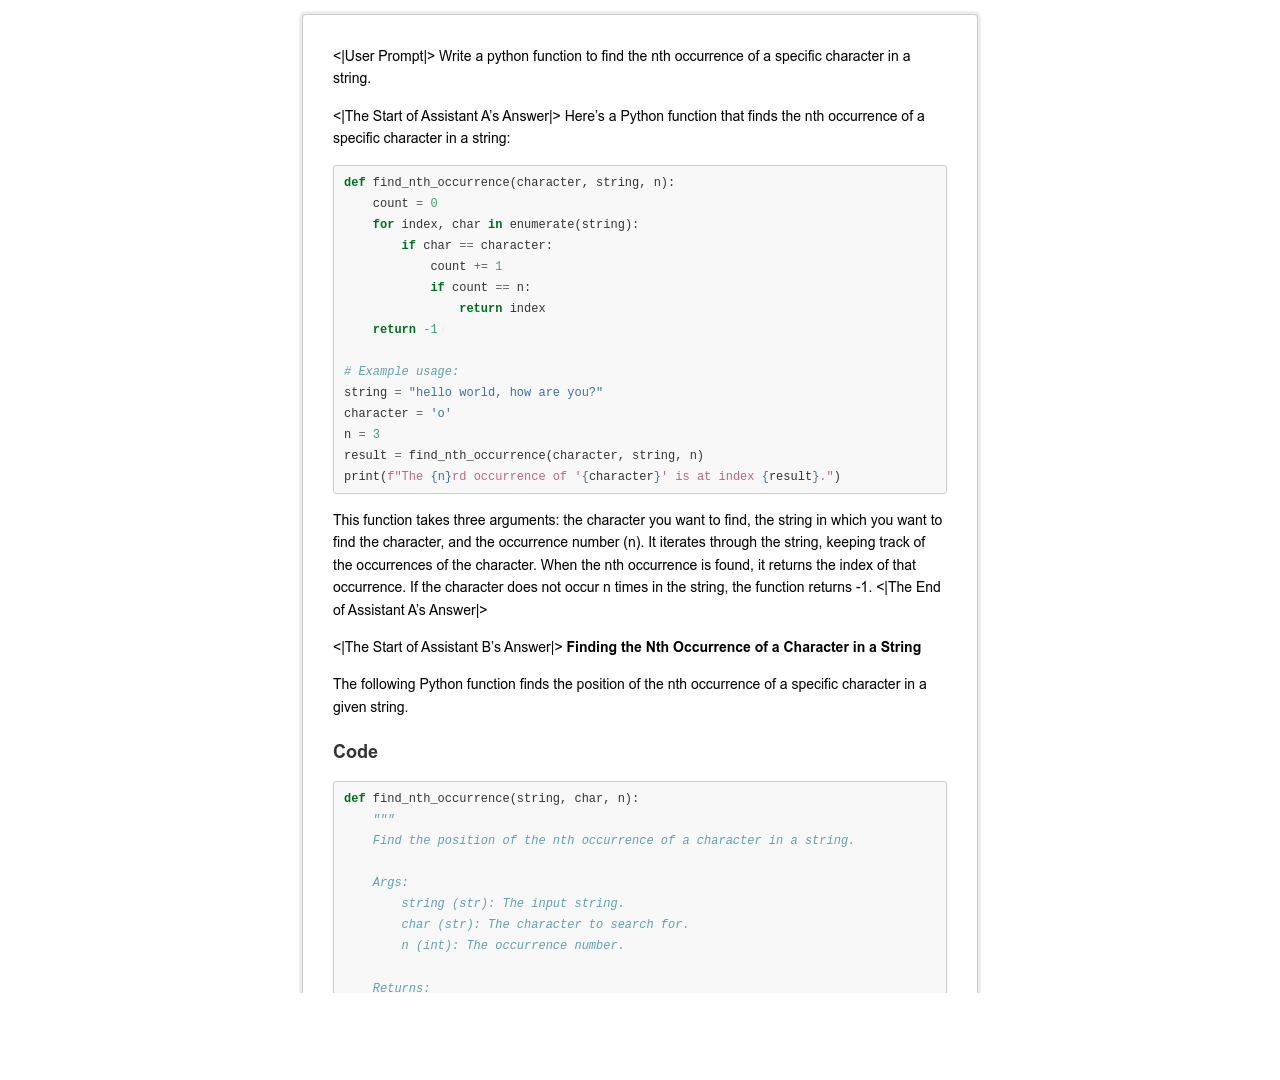 <|User Prompt|> Write a python function to find the nth occurrence of a specific character in a
string.
<|The Start of Assistant A’s Answer|> Here’s a Python function that finds the nth occurrence of a
specific character in a string:
def find_nth_occurrence(character, string, n):
    count = 0
    for index, char in enumerate(string):
        if char == character:
            count += 1
            if count == n:
                return index
    return -1

# Example usage:
string = "hello world, how are you?"
character = 'o'
n = 3
result = find_nth_occurrence(character, string, n)
print(f"The {n}rd occurrence of '{character}' is at index {result}.")
This function takes three arguments: the character you want to find, the string in which you want to
find the character, and the occurrence number (n). It iterates through the string, keeping track of
the occurrences of the character. When the nth occurrence is found, it returns the index of that
occurrence. If the character does not occur n times in the string, the function returns -1. <|The End
of Assistant A’s Answer|>
<|The Start of Assistant B’s Answer|> Finding the Nth Occurrence of a Character in a String
The following Python function finds the position of the nth occurrence of a specific character in a
given string.
Code
def find_nth_occurrence(string, char, n):
    """
    Find the position of the nth occurrence of a character in a string.

    Args:
        string (str): The input string.
        char (str): The character to search for.
        n (int): The occurrence number.

    Returns: